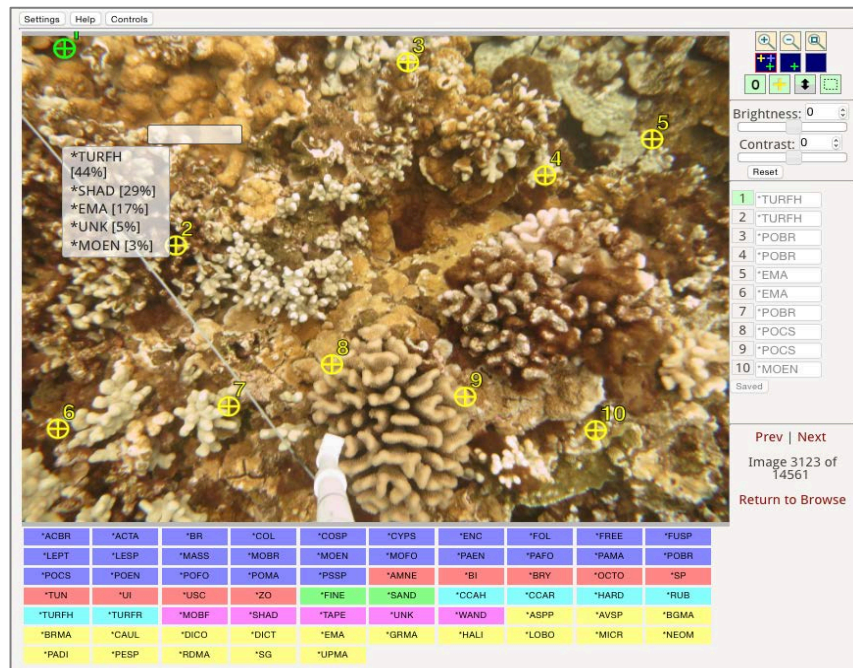 Settings Help Controls
1
3
5
4
2
8
7
9
6
10
*TURFH
[44%]
*SHAD [29%]
*EMA [17%]
*UNK [5%]
*MOEN [3%]
0
Brightness: 0
Contrast: 0
Reset
1 *TURFH
2 *TURFH
3 *POBR
4 *POBR
5 *EMA
6 *EMA
7 *POBR
8 *POCS
9 *POCS
10 *MOEN
Saved
Prev | Next
Image 3123 of
14561
Return to Browse
*ACBR *ACTA *BR *COL *COSP *CYPS *ENC *FOL *FREE *FUSP
*LEPT *LESP *MASS *MOBR *MOEN *MOFO *PAEN *PAFO *PAMA *POBR
*POCS *POEN *POFO *POMA *PSSP *AMNE *BI *BRY *OCTO *SP
*TUN *UI *USC *ZO *FINE *SAND *CCAH *CCAR *HARD *RUB
*TURFH *TURFR *MOBF *SHAD *TAPE *UNK *WAND *ASPP *AVSP *BGMA
*BRMA *CAUL *DICO *DICT *EMA *GRMA *HALI *LOBO *MICR *NEOM
*PADI *PESP *RDMA *SG *UPMA